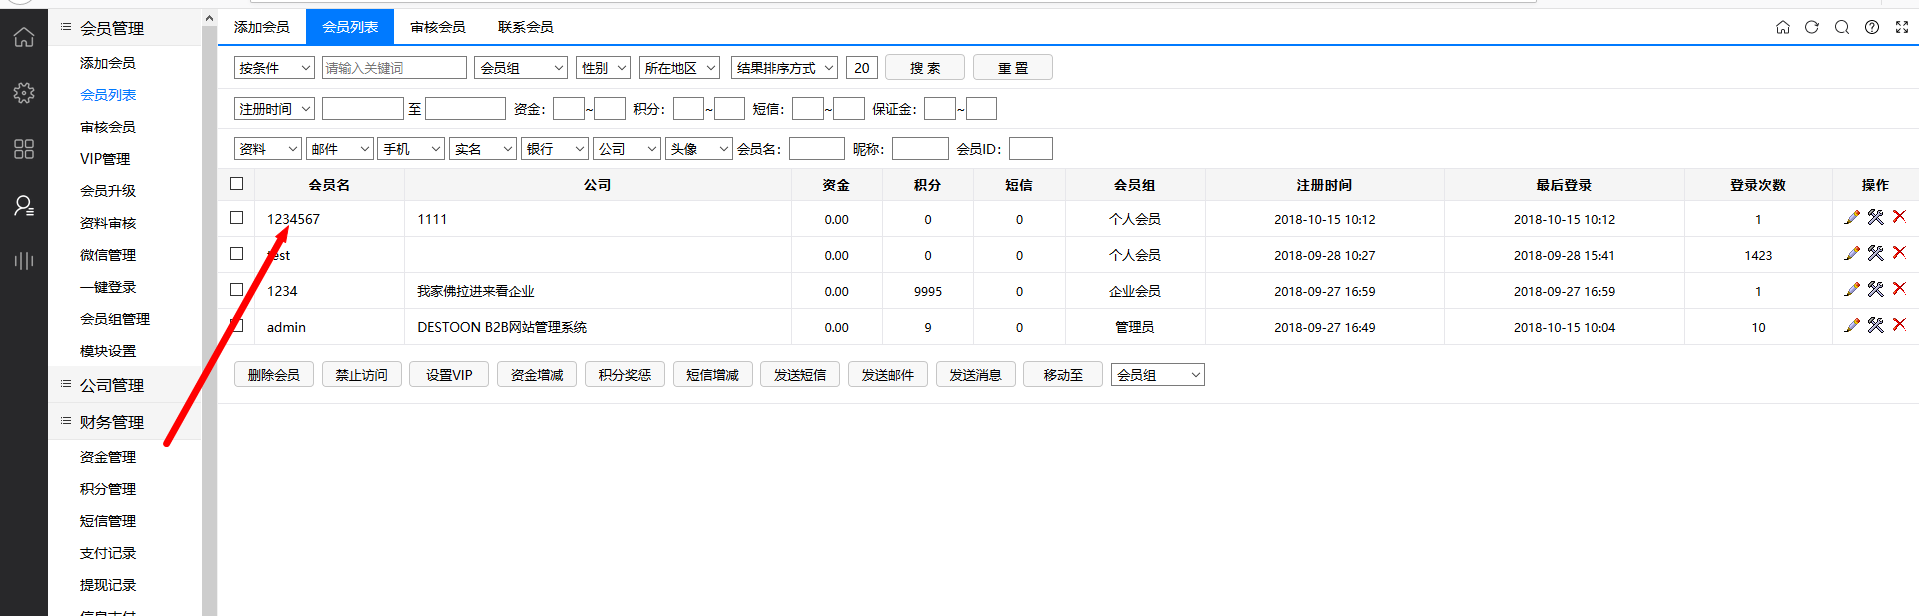 会员管理
添加会员
会员列表
审核会员
VIP管理
会员升级
资料审核
微信管理
一键登录
会员组管理
模块设置
公司管理
财务管理
资金管理
积分管理
短信管理
支付记录
提现记录
信息支付
添加会员 会员列表 审核会员 联系会员
按条件 请输入关键词 会员组 性别 所在地区 结果排序方式 20 搜 索 重 置
注册时间 至 资金： ~ 积分： ~ 短信： ~ 保证金： ~
资料 邮件 手机 实名 银行 公司 头像 会员名： 昵称： 会员ID：
会员名 公司 资金 积分 短信 会员组 注册时间 最后登录 登录次数 操作
1234567 1111 0.00 0 0 个人会员 2018-10-15 10:12 2018-10-15 10:12 1
test 0.00 0 0 个人会员 2018-09-28 10:27 2018-09-28 15:41 1423
1234 我家佛拉进来看企业 0.00 9995 0 企业会员 2018-09-27 16:59 2018-09-27 16:59 1
admin DESTOON B2B网站管理系统 0.00 9 0 管理员 2018-09-27 16:49 2018-10-15 10:04 10
删除会员 禁止访问 设置VIP 资金增减 积分奖惩 短信增减 发送短信 发送邮件 发送消息 移动至 会员组